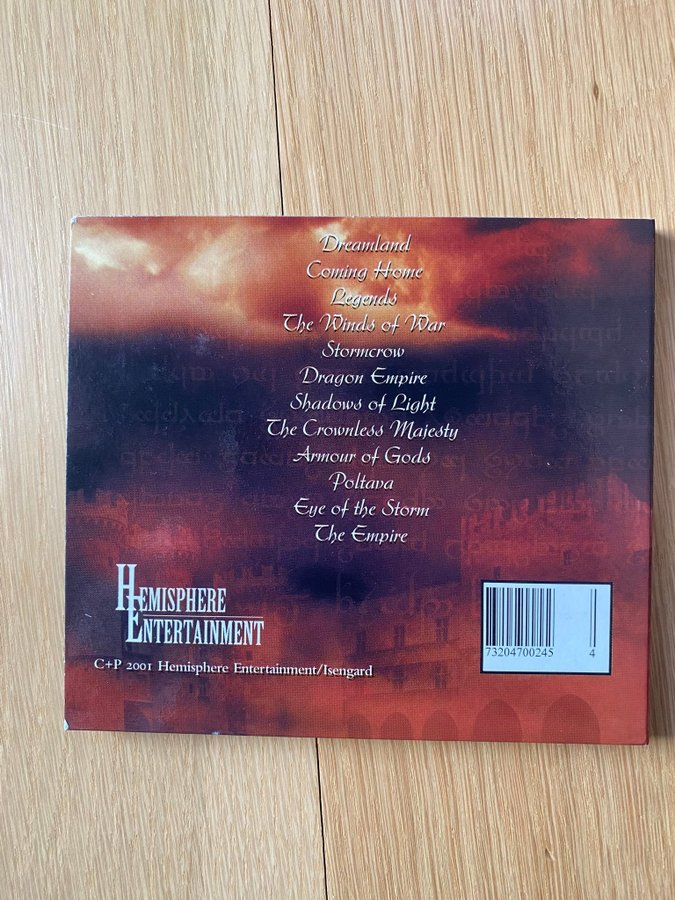 Dreamland
Coming Home
Legends
The Winds of War
Stormcrow
Dragon Empire
Shadows of Light
The Crownless Majesty
Armour of Gods
Poltava
Eye of the Storm
The Empire
HEMISPHERE
ENTERTAINMENT
C+P 2001 Hemisphere Entertainment/Isengard
73204700245 4